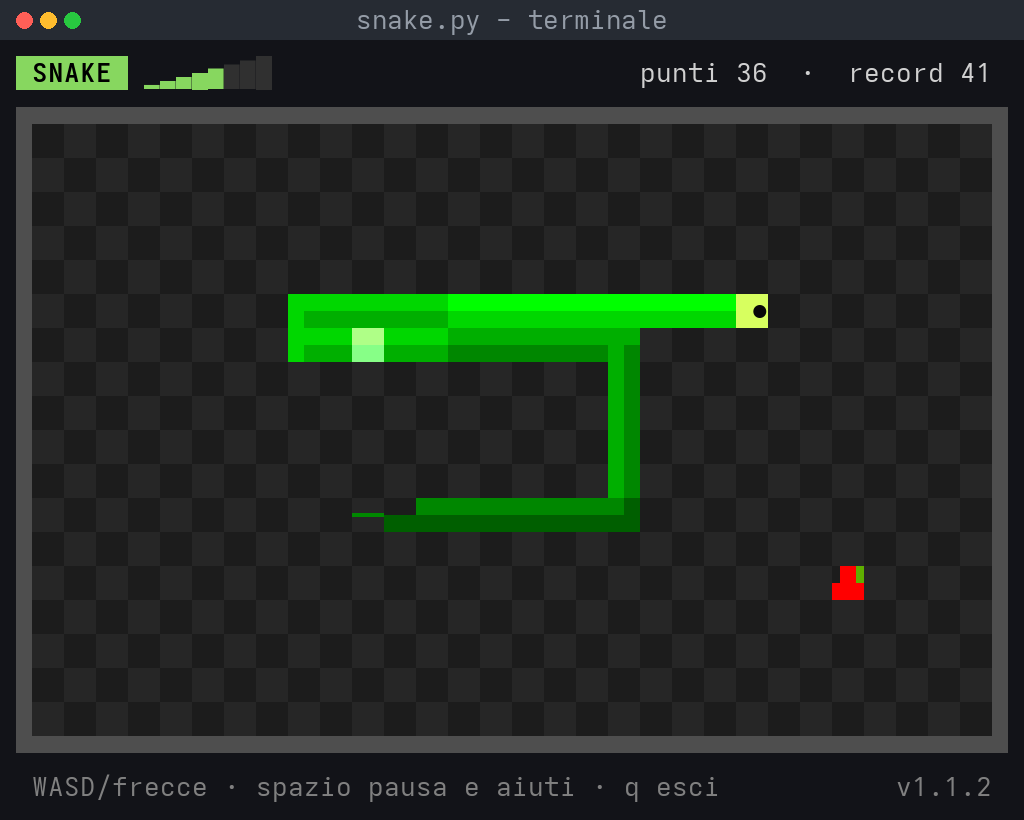 snake.py – terminale
SNAKE punti 36 · record 41
WASD/frecce · spazio pausa e aiuti · q esci v1.1.2